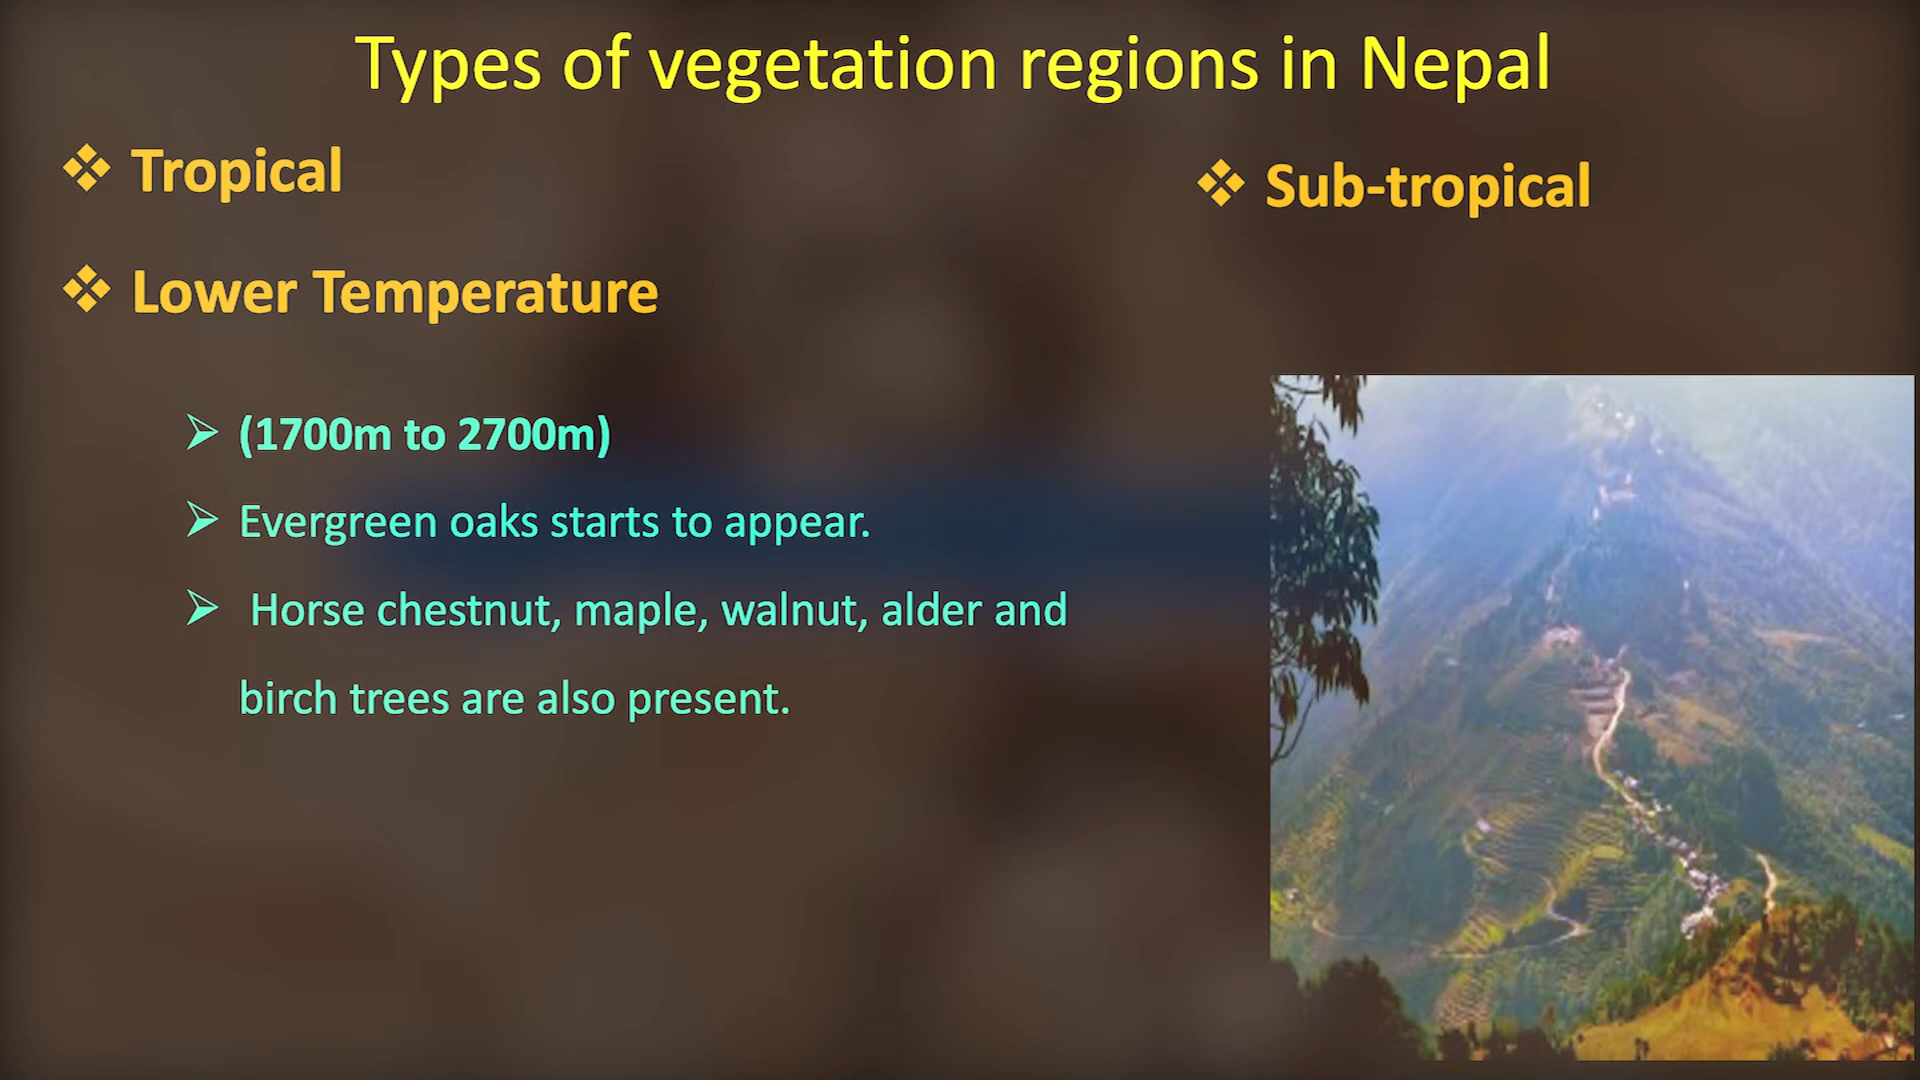 Types of vegetation regions in Nepal
Tropical
Sub-tropical
Lower Temperature
(1700m to 2700m)
Evergreen oaks starts to appear.
Horse chestnut, maple, walnut, alder and
birch trees are also present.